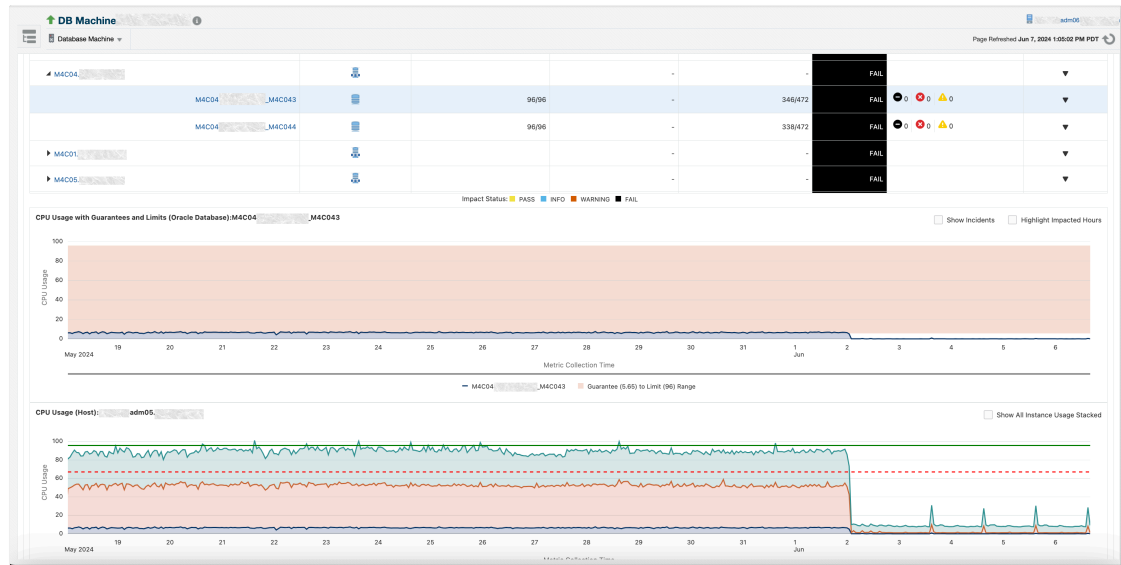 DB Machine
adm06
Database Machine
Page Refreshed Jun 7, 2024 1:05:02 PM PDT
M4C04. - - FAIL
M4C04 _M4C043 96/96 - 346/472 FAIL 0 0 0
M4C04 _M4C044 96/96 - 338/472 FAIL 0 0 0
M4C01. - - FAIL
M4C05. - - FAIL
Impact Status: PASS INFO WARNING FAIL
CPU Usage with Guarantees and Limits (Oracle Database):M4C04 _M4C043
Show Incidents Highlight Impacted Hours
100
80
60
40
20
0
CPU Usage
19 20 21 22 23 24 25 26 27 28 29 30 31 1 2 3 4 5 6
May 2024 Jun
Metric Collection Time
M4C04 _M4C043 Guarantee (5.65) to Limit (96) Range
CPU Usage (Host): adm05.
Show All Instance Usage Stacked
100
80
60
40
20
0
CPU Usage
19 20 21 22 23 24 25 26 27 28 29 30 31 1 2 3 4 5 6
May 2024 Jun
Metric Collection Time